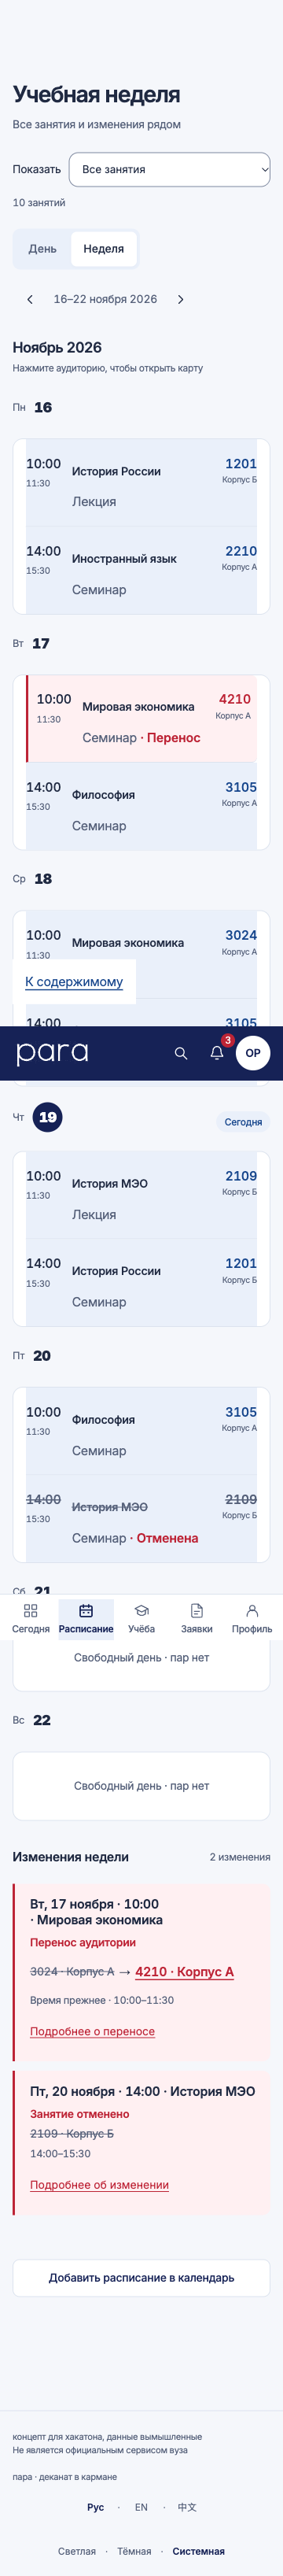 Учебная неделя
Все занятия и изменения рядом
Показать Все занятия
10 занятий
День Неделя
16–22 ноября 2026
Ноябрь 2026
Нажмите аудиторию, чтобы открыть карту
Пн 16
10:00 История России 1201
11:30 Корпус Б
Лекция
14:00 Иностранный язык 2210
15:30 Корпус А
Семинар
Вт 17
10:00 Мировая экономика 4210
11:30 Корпус А
Семинар · Перенос
14:00 Философия 3105
15:30 Корпус А
Семинар
Ср 18
10:00 Мировая экономика 3024
11:30 Корпус А
К содержимому
14:00 3105
para 3 ОР
Чт 19 Сегодня
10:00 История МЭО 2109
11:30 Корпус Б
Лекция
14:00 История России 1201
15:30 Корпус Б
Семинар
Пт 20
10:00 Философия 3105
11:30 Корпус А
Семинар
14:00 История МЭО 2109
15:30 Корпус Б
Семинар · Отменена
Сб 21
Сегодня Расписание Учёба Заявки Профиль
Свободный день · пар нет
Вс 22
Свободный день · пар нет
Изменения недели 2 изменения
Вт, 17 ноября · 10:00
· Мировая экономика
Перенос аудитории
3024 · Корпус А → 4210 · Корпус А
Время прежнее · 10:00–11:30
Подробнее о переносе
Пт, 20 ноября · 14:00 · История МЭО
Занятие отменено
2109 · Корпус Б
14:00–15:30
Подробнее об изменении
Добавить расписание в календарь
концепт для хакатона, данные вымышленные
Не является официальным сервисом вуза
пара · деканат в кармане
Рус · EN · 中文
Светлая · Тёмная · Системная